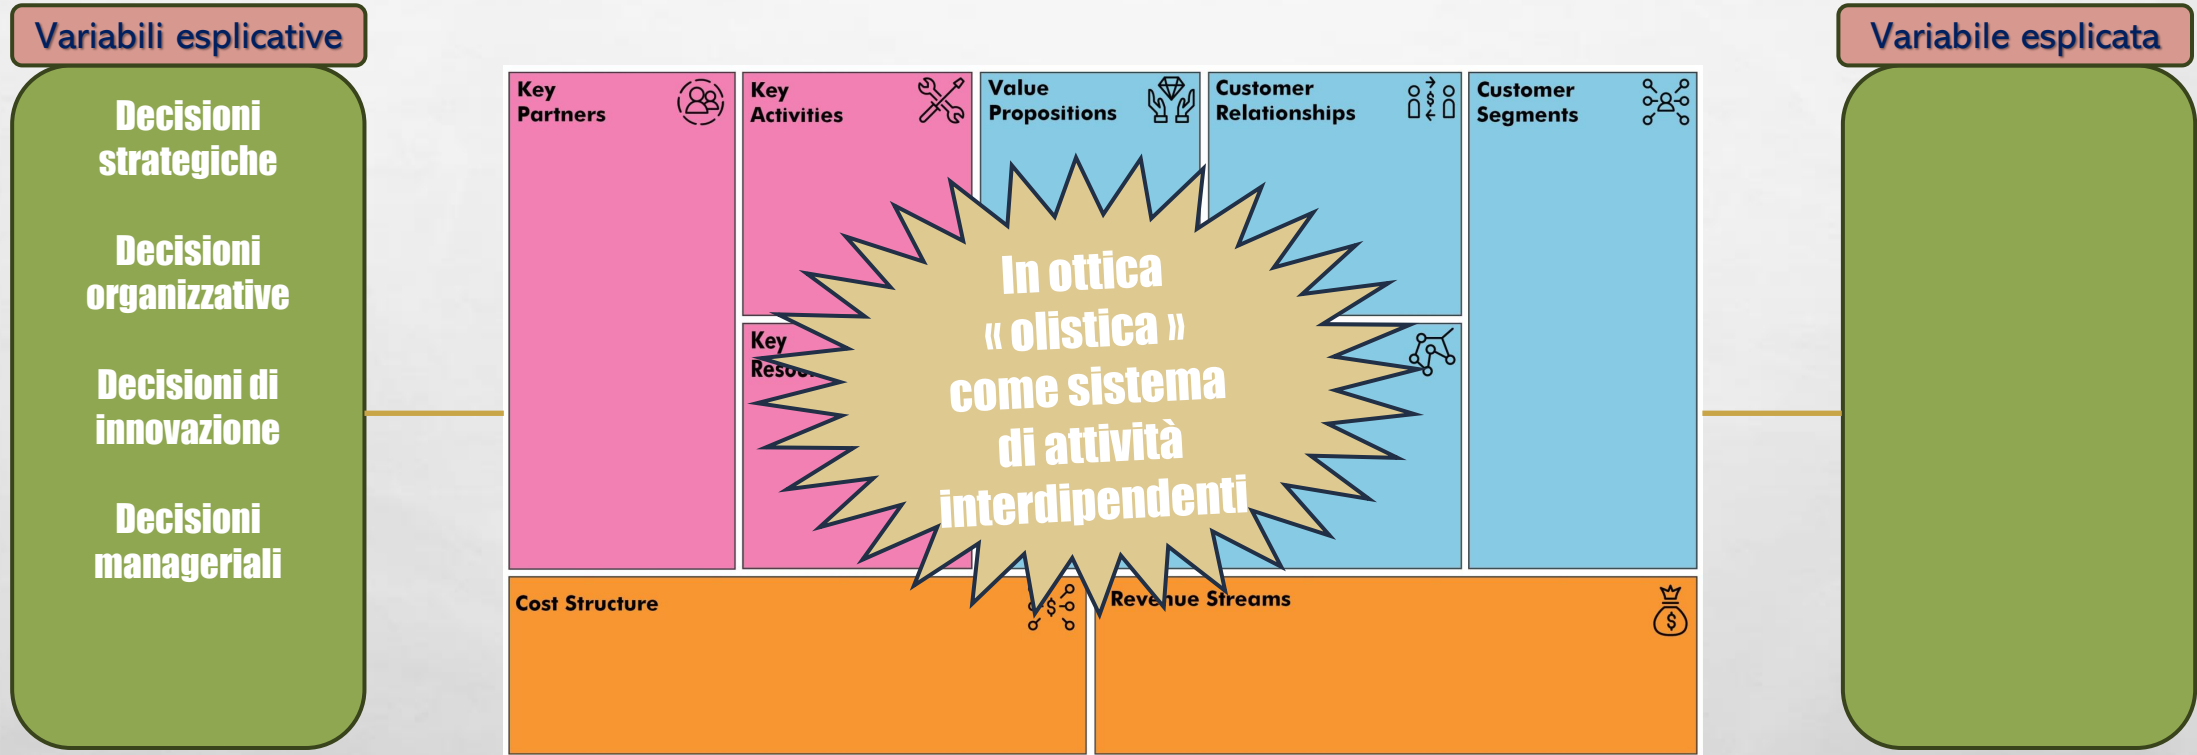 Variabili esplicative
Decisioni
strategiche
Decisioni
organizzative
Decisioni di
innovazione
Decisioni
manageriali
Key
Partners
Key
Activities
Value
Propositions
Customer
Relationships
Customer
Segments
Key
In ottica
« olistica »
come sistema
di attività
interdipendenti
Cost Structure
Revenue Streams
Variabile esplicata